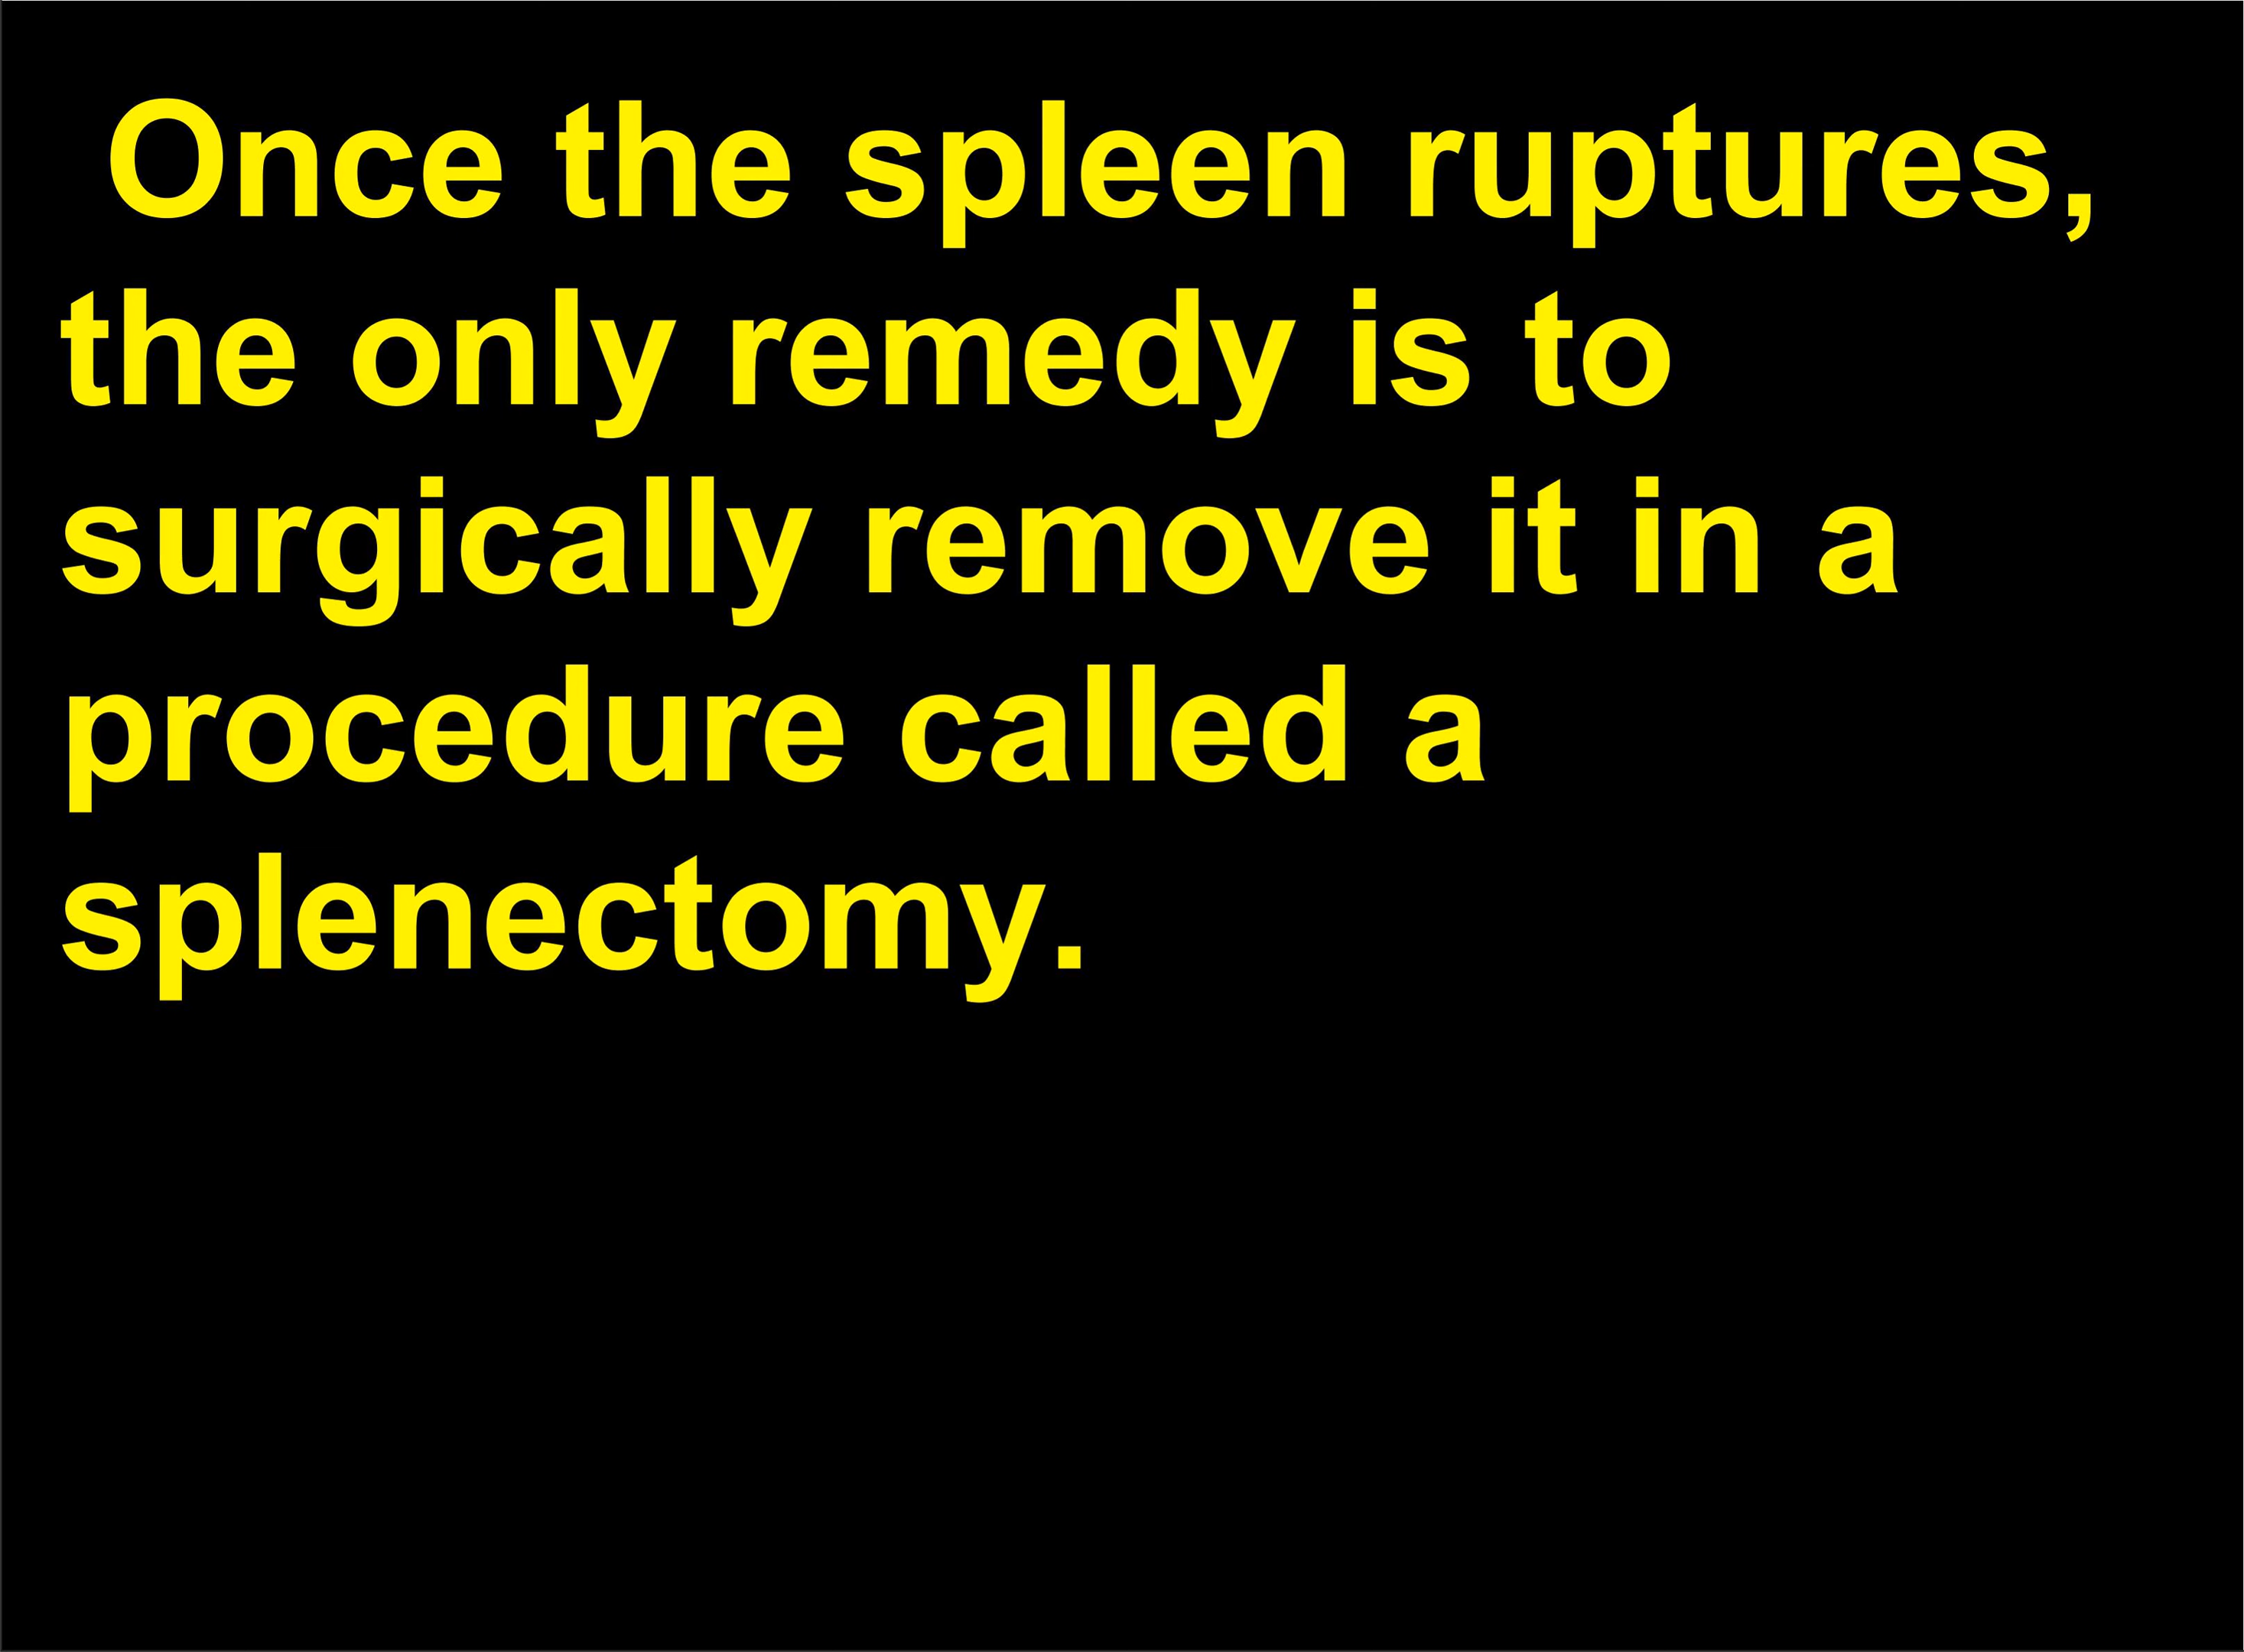 Once the spleen ruptures,
the only remedy is to
surgically remove it in a
procedure called a
splenectomy.